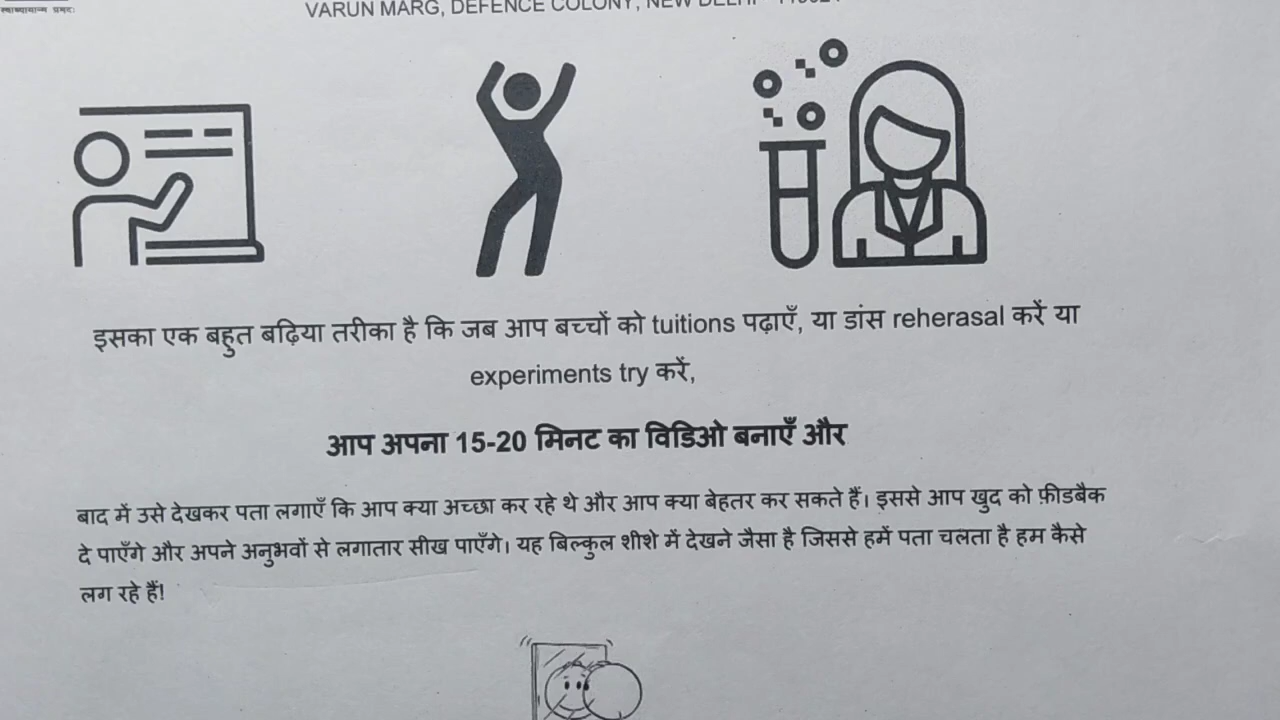 VARUN MARG, DEFENCE COLONY, NEW DELHI
इसका एक बहुत बढ़िया तरीका है कि जब आप बच्चों को tuitions पढ़ाएँ, या डांस reherasal करें या
experiments try करें,
आप अपना 15-20 मिनट का विडिओ बनाएँ और
बाद में उसे देखकर पता लगाएँ कि आप क्या अच्छा कर रहे थे और आप क्या बेहतर कर सकते हैं। इससे आप खुद को फ़ीडबैक
दे पाएँगे और अपने अनुभवों से लगातार सीख पाएँगे। यह बिल्कुल शीशे में देखने जैसा है जिससे हमें पता चलता है हम कैसे
लग रहे हैं!